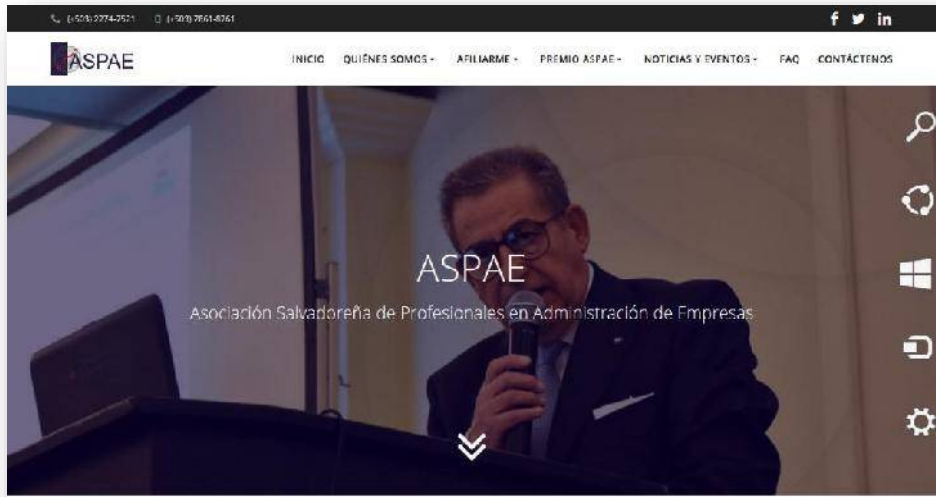 (+503) 2274-2521 (+503) 7861-8761
f in
ASPAE
INICIO QUIÉNES SOMOS AFILIARME PREMIO ASPAE NOTICIAS Y EVENTOS FAQ CONTÁCTENOS
ASPAE
Asociación Salvadoreña de Profesionales en Administración de Empresas